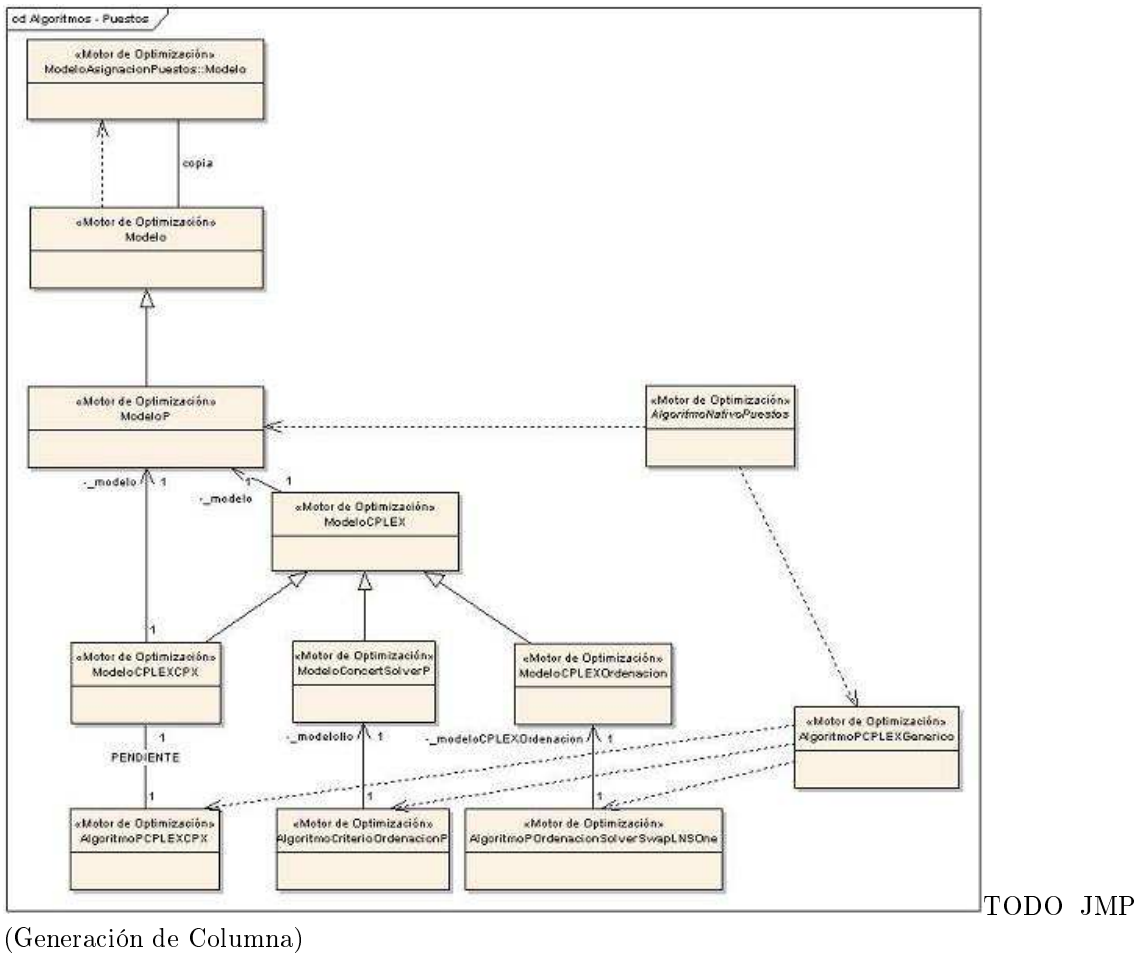 od Algoritmos - Puestos
«Motor de Optimización»
ModeloAsignacionPuestos::Modelo
copia
«Motor de Optimización»
Modelo
«Motor de Optimización»
ModeloP
«Motor de Optimización»
AlgoritmoNativoPuestos
-_modelo
1
1
-_modelo
1
«Motor de Optimización»
ModeloCPLEX
1
«Motor de Optimización»
ModeloCPLEXCPX
«Motor de Optimización»
ModeloConcertSolverP
«Motor de Optimización»
ModeloCPLEXOrdenacion
«Motor de Optimización»
AlgoritmoPCPLEXGenerico
1
PENDIENTE
1
-_modeloIlo
1
1
-_modeloCPLEXOrdenacion
1
1
«Motor de Optimización»
AlgoritmoPCPLEXCPX
«Motor de Optimización»
AlgoritmoCriterioOrdenacionP
«Motor de Optimización»
AlgoritmoPOrdenacionSolverSwapLNSOne
TODO JMP
(Generación de Columna)